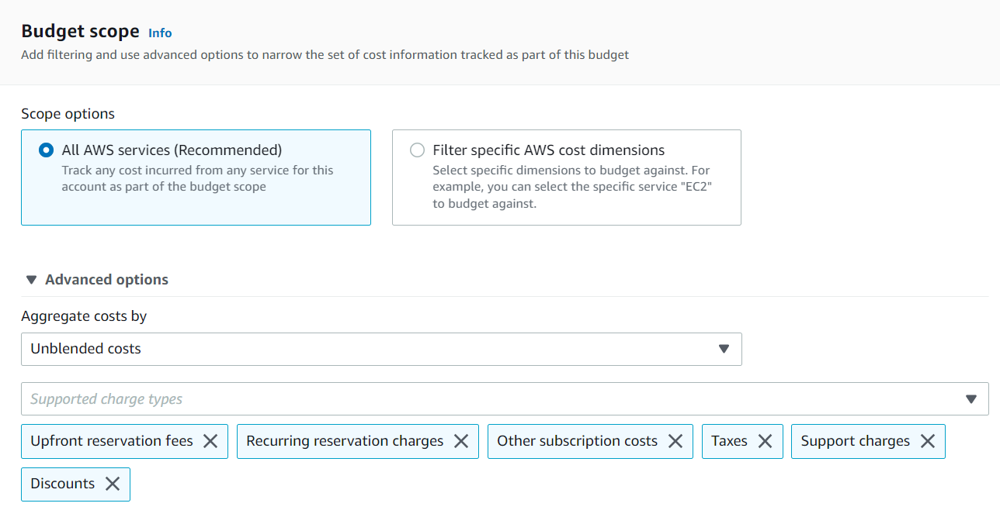 Budget scope Info
Add filtering and use advanced options to narrow the set of cost information tracked as part of this budget
Scope options
All AWS services (Recommended)
Track any cost incurred from any service for this
account as part of the budget scope
Filter specific AWS cost dimensions
Select specific dimensions to budget against. For
example, you can select the specific service "EC2"
to budget against.
Advanced options
Aggregate costs by
Unblended costs
Supported charge types
Upfront reservation fees
Recurring reservation charges
Other subscription costs
Taxes
Support charges
Discounts